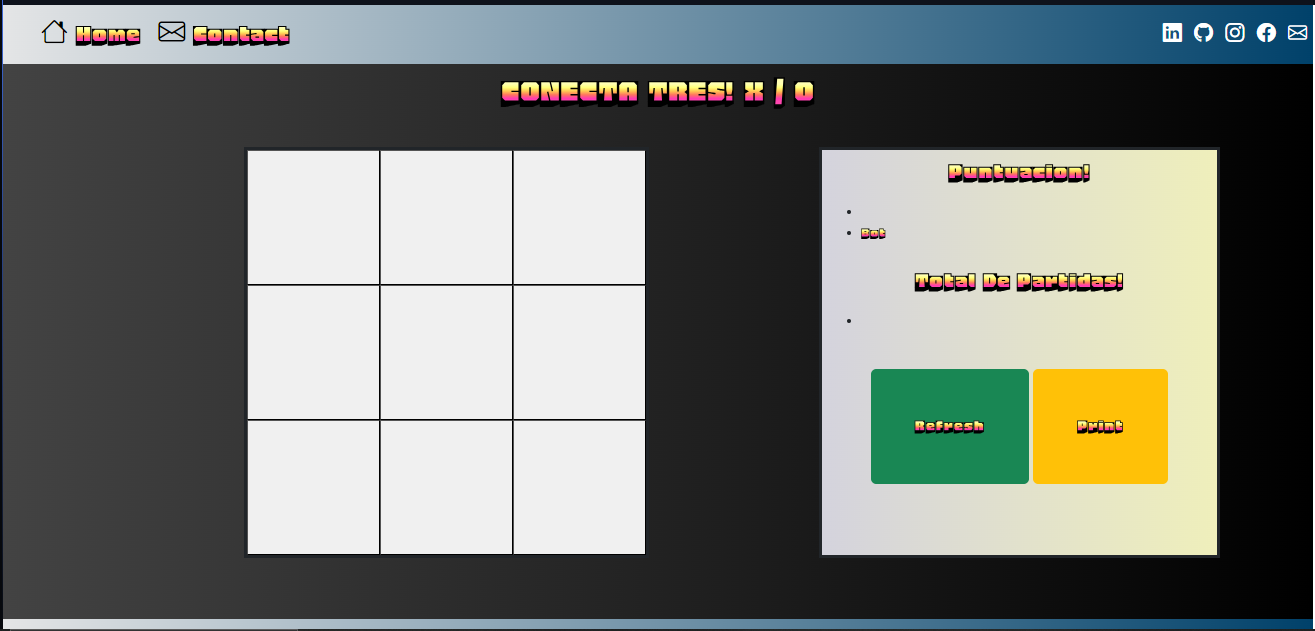 Home Contact
CONECTA TRES! X / O
Puntuacion!
Bot
Total De Partidas!
Refresh Print